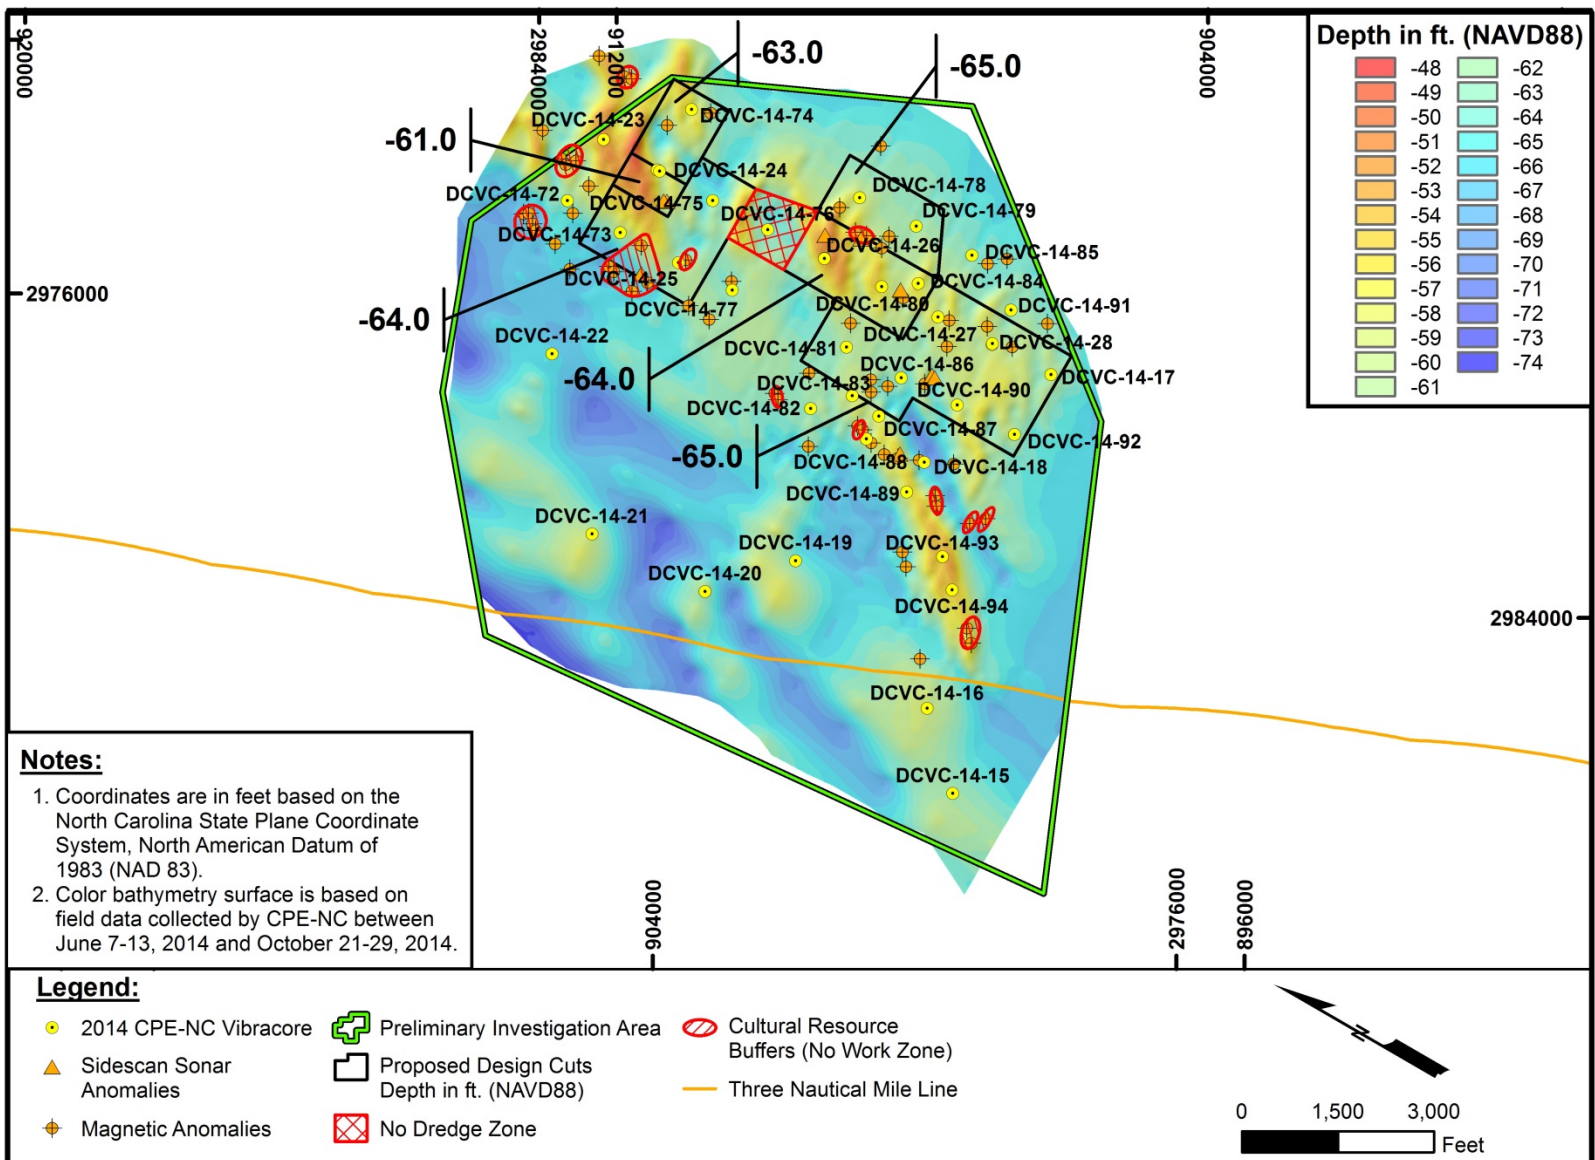 920000
2984000
912000
904000
-63.0
-65.0
-61.0
Depth in ft. (NAVD88)
-48
-49
-50
-51
-52
-53
-54
-55
-56
-57
-58
-59
-60
-61
-62
-63
-64
-65
-66
-67
-68
-69
-70
-71
-72
-73
-74
DCVC-14-23
DCVC-14-74
DCVC-14-24
DCVC-14-72
DCVC-14-75
DCVC-14-76
DCVC-14-78
DCVC-14-79
DCVC-14-73
DCVC-14-26
DCVC-14-85
DCVC-14-25
DCVC-14-84
2976000
DCVC-14-77
DCVC-14-80
DCVC-14-91
-64.0
DCVC-14-22
DCVC-14-27
DCVC-14-28
DCVC-14-81
DCVC-14-86
-64.0
DCVC-14-83
DCVC-14-17
DCVC-14-82
DCVC-14-90
DCVC-14-87
DCVC-14-92
-65.0
DCVC-14-88
DCVC-14-18
DCVC-14-89
DCVC-14-21
DCVC-14-19
DCVC-14-93
DCVC-14-20
DCVC-14-94
2984000
DCVC-14-16
DCVC-14-15
Notes:
1. Coordinates are in feet based on the
North Carolina State Plane Coordinate
System, North American Datum of
1983 (NAD 83).
2. Color bathymetry surface is based on
field data collected by CPE-NC between
June 7-13, 2014 and October 21-29, 2014.
904000
2976000
896000
Legend:
2014 CPE-NC Vibracore
Sidescan Sonar
Anomalies
Magnetic Anomalies
Preliminary Investigation Area
Proposed Design Cuts
Depth in ft. (NAVD88)
No Dredge Zone
Cultural Resource
Buffers (No Work Zone)
Three Nautical Mile Line
N
0 1,500 3,000
Feet